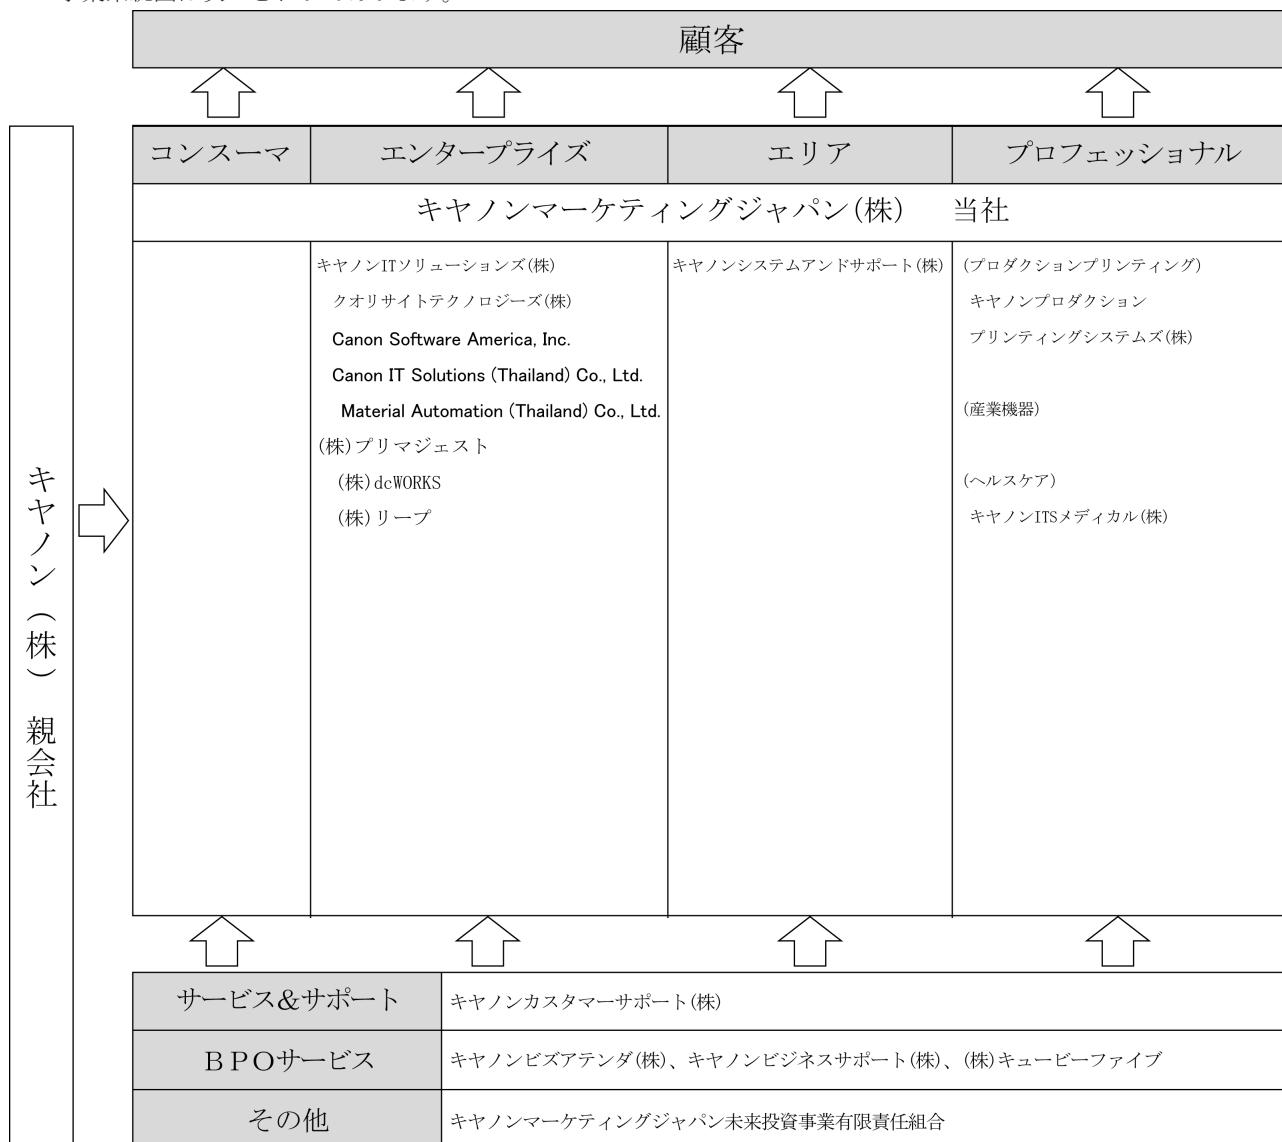 顧客
コンスーマ
エンタープライズ
エリア
プロフェッショナル
キヤノンマーケティングジャパン(株)　当社
キヤノンITソリューションズ(株)
クオリサイトテクノロジーズ(株)
Canon Software America, Inc.
Canon IT Solutions (Thailand) Co., Ltd.
Material Automation (Thailand) Co., Ltd.
(株)プリマジェスト
(株)dcWORKS
(株)リープ
キヤノンシステムアンドサポート(株)
(プロダクションプリンティング)
キヤノンプロダクション
プリンティングシステムズ(株)
(産業機器)
(ヘルスケア)
キヤノンITSメディカル(株)
キヤノン(株)　親会社
サービス&サポート
キヤノンカスタマーサポート(株)
ＢＰＯサービス
キヤノンビズアテンダ(株)、キヤノンビジネスサポート(株)、(株)キュービーファイブ
その他
キヤノンマーケティングジャパン未来投資事業有限責任組合